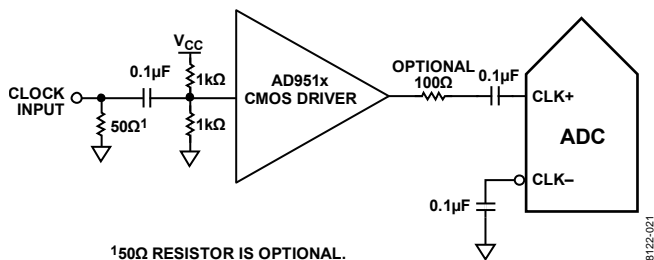 VCC
0.1µF
1kΩ
CLOCK
INPUT
50Ω1
1kΩ
AD951x
CMOS DRIVER
OPTIONAL
100Ω
0.1µF
CLK+
ADC
CLK–
0.1µF
150Ω RESISTOR IS OPTIONAL.
8122-021